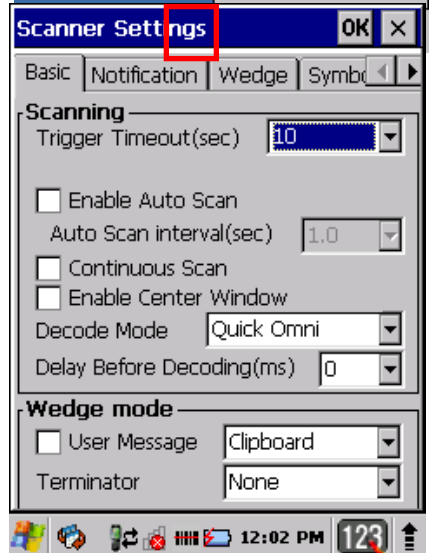 Scanner Settings OK ×
Basic Notification Wedge Symbo
Scanning
Trigger Timeout(sec) 10
Enable Auto Scan
Auto Scan interval(sec) 1.0
Continuous Scan
Enable Center Window
Decode Mode Quick Omni
Delay Before Decoding(ms) 0
Wedge mode
User Message Clipboard
Terminator None
12:02 PM 123